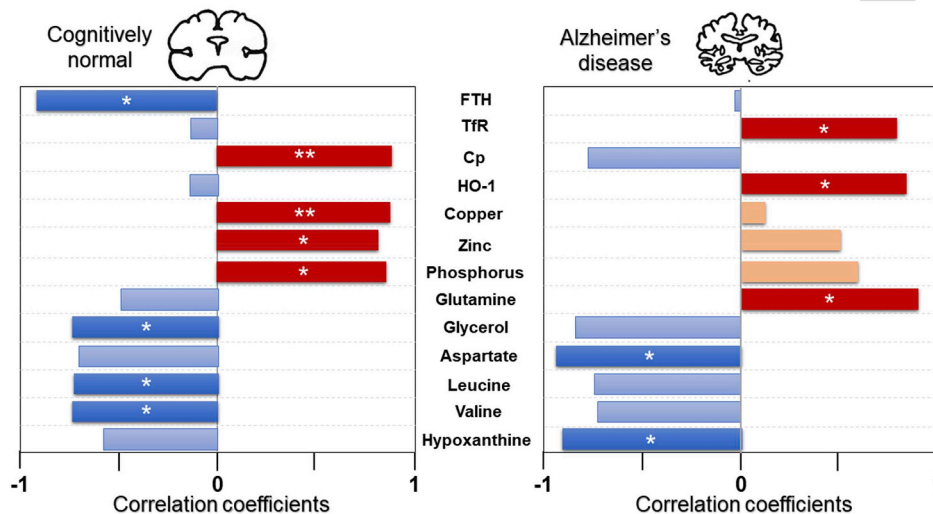 Cognitively
normal
Alzheimer's
disease
* FTH
TfR *
** Cp
HO-1 *
** Copper
* Zinc
* Phosphorus
Glutamine *
* Glycerol
Aspartate *
* Leucine
* Valine
Hypoxanthine *
-1 0 1 -1 0
Correlation coefficients Correlation coefficients